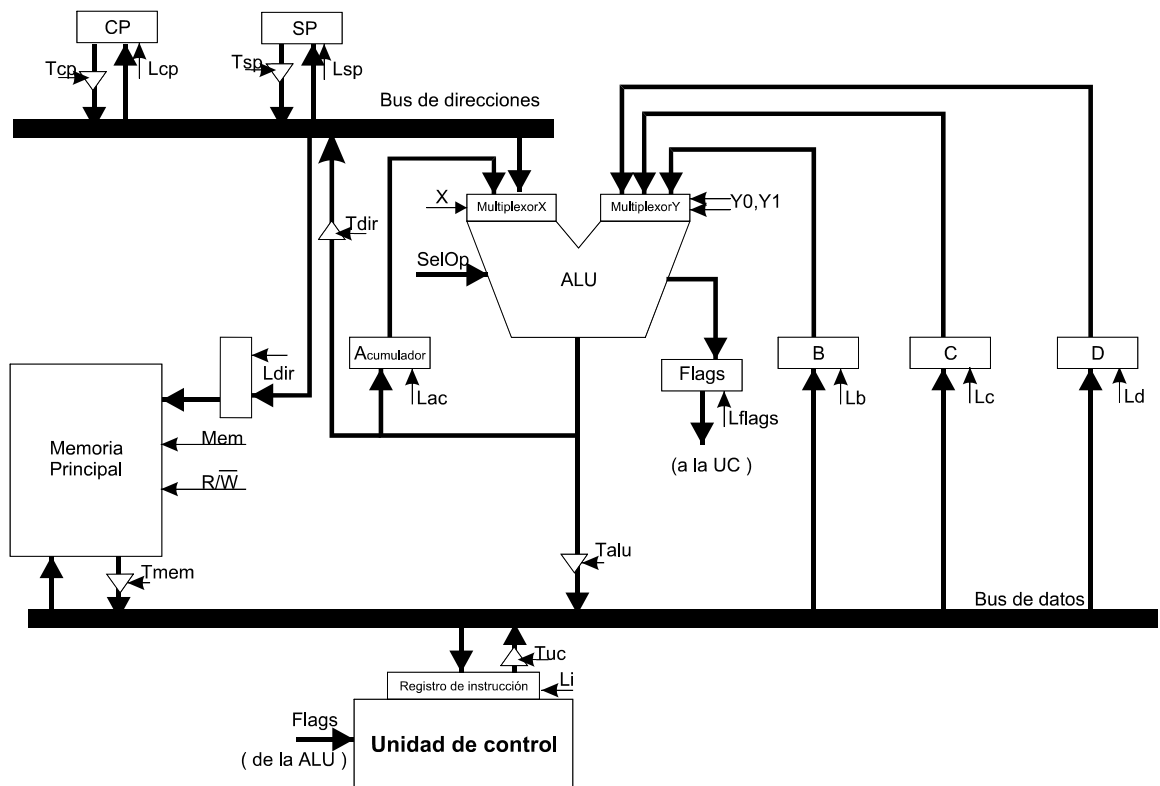 CP
SP
Tcp
Lcp
Tsp
Lsp
Bus de direcciones
X
MultiplexorX
MultiplexorY
Y0,Y1
Tdir
SelOp
ALU
Acumulador
Lac
Flags
Lflags
(a la UC )
B
Lb
C
Lc
D
Ld
Ldir
Memoria
Principal
Mem
R/W̅
Tmem
Talu
Bus de datos
Tuc
Registro de instrucción
Li
Flags
( de la ALU )
Unidad de control